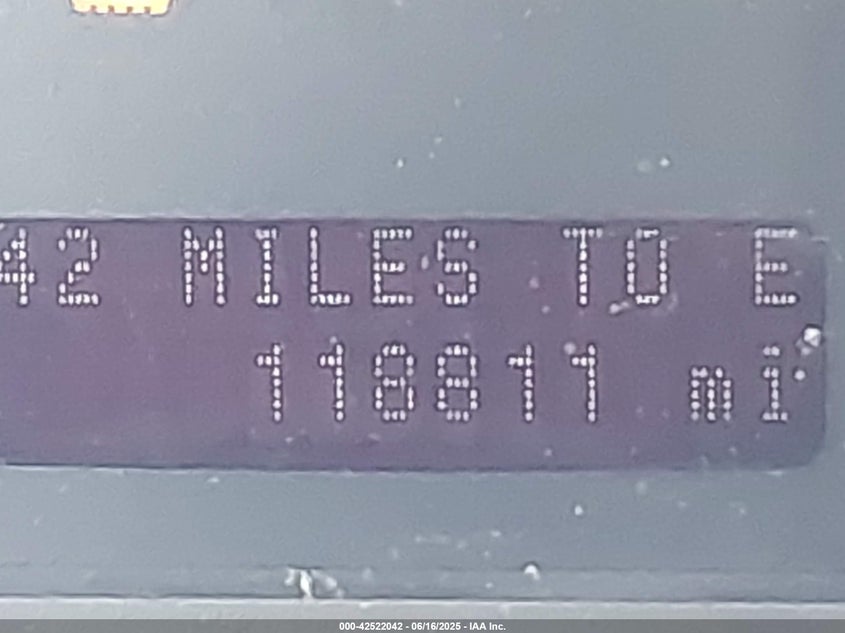 42 MILES TO E
118811 mi
000-42522042 - 06/16/2025 - IAA Inc.